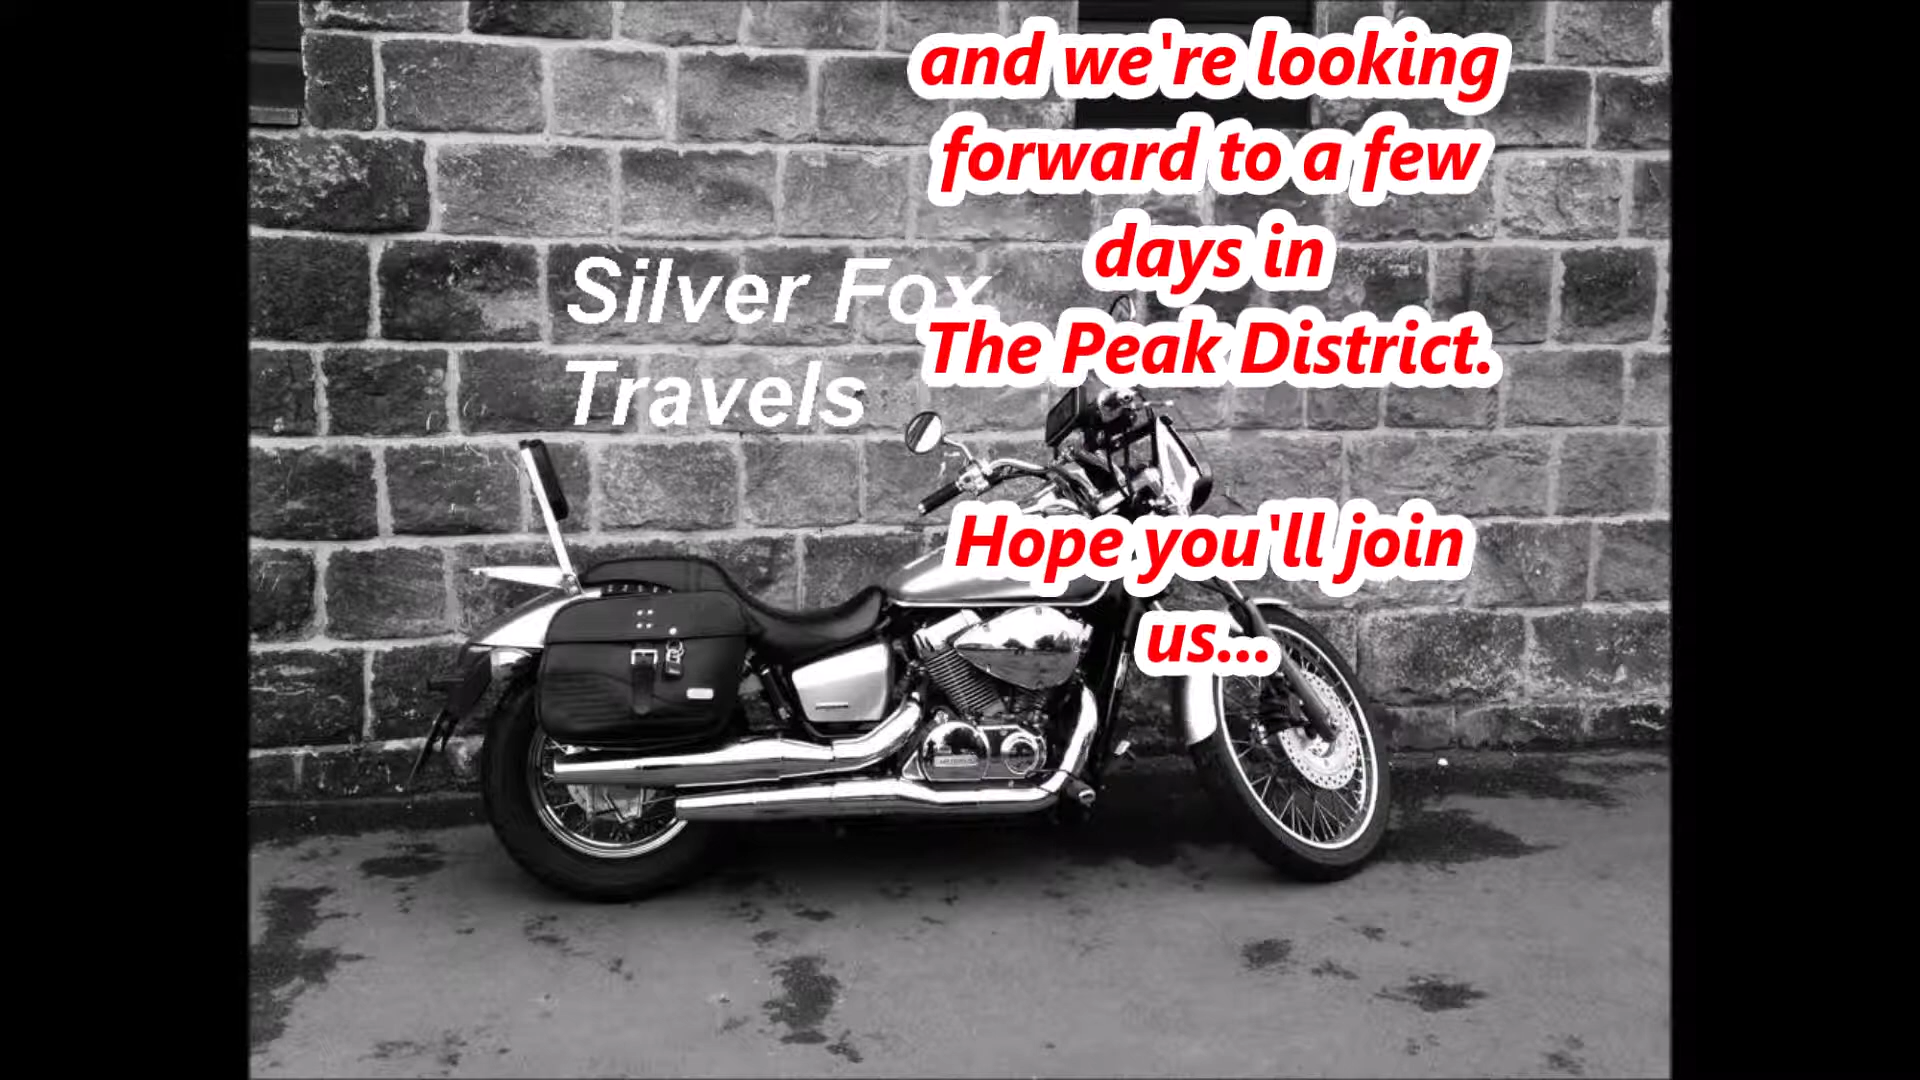 and we're looking
forward to a few
days in
The Peak District.
Hope you'll join
us...
Silver Fox
Travels